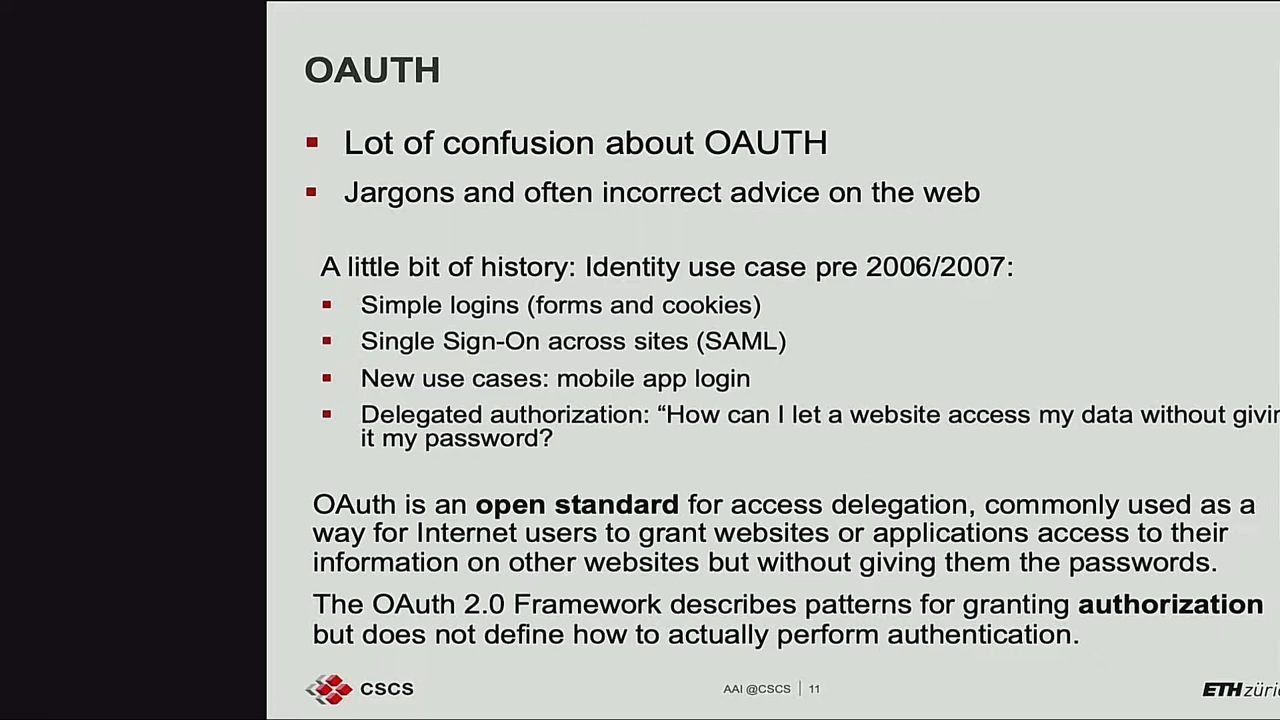 OAUTH
Lot of confusion about OAUTH
Jargons and often incorrect advice on the web
A little bit of history: Identity use case pre 2006/2007:
Simple logins (forms and cookies)
Single Sign-On across sites (SAML)
New use cases: mobile app login
Delegated authorization: “How can I let a website access my data without givin
it my password?
OAuth is an open standard for access delegation, commonly used as a
way for Internet users to grant websites or applications access to their
information on other websites but without giving them the passwords.
The OAuth 2.0 Framework describes patterns for granting authorization
but does not define how to actually perform authentication.
CSCS
AAI @CSCS | 11
ETH züri